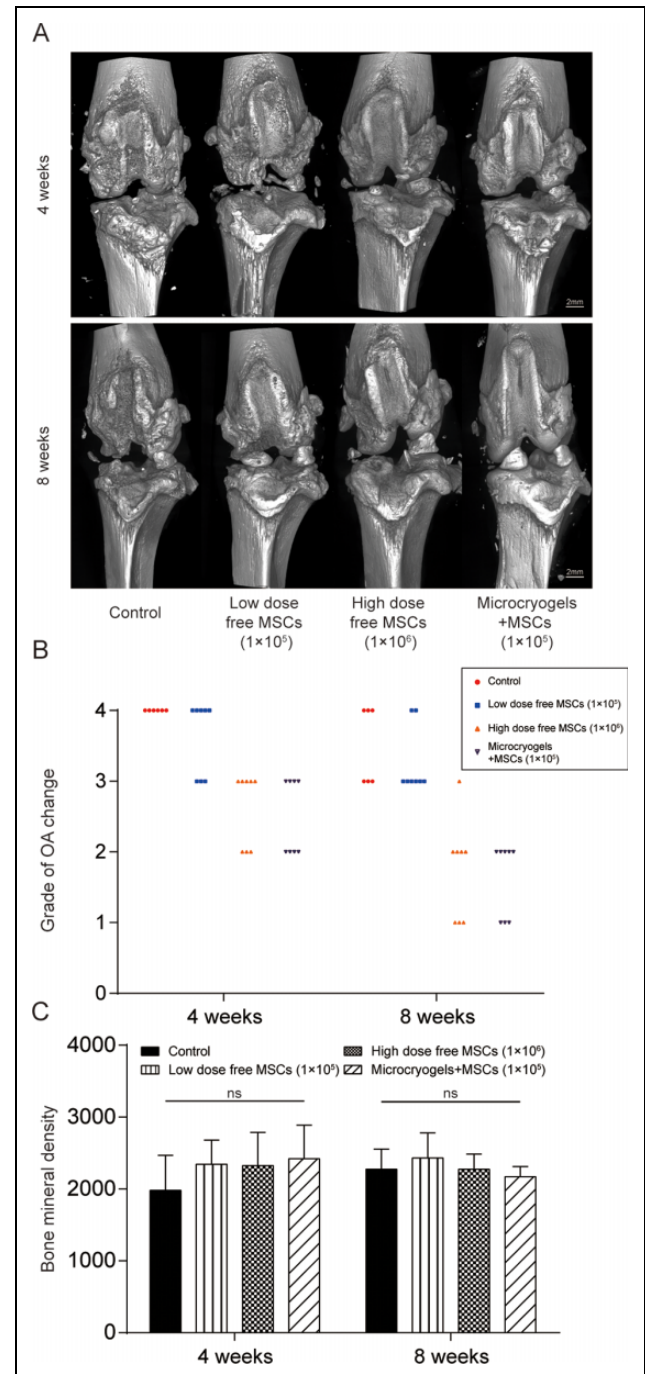 A
4 weeks
2mm
8 weeks
2mm
Control
Low dose
free MSCs
(1×10⁵)
High dose
free MSCs
(1×10⁶)
Microcryogels
+MSCs
(1×10⁵)
B
Control
Low dose free MSCs (1×10⁵)
High dose free MSCs (1×10⁶)
Microcryogels
+MSCs (1×10⁵)
Grade of OA change
4
3
2
1
0
4 weeks
8 weeks
C
Control
Low dose free MSCs (1×10⁵)
High dose free MSCs (1×10⁶)
Microcryogels+MSCs (1×10⁵)
ns
ns
Bone mineral density
4000
3000
2000
1000
0
4 weeks
8 weeks